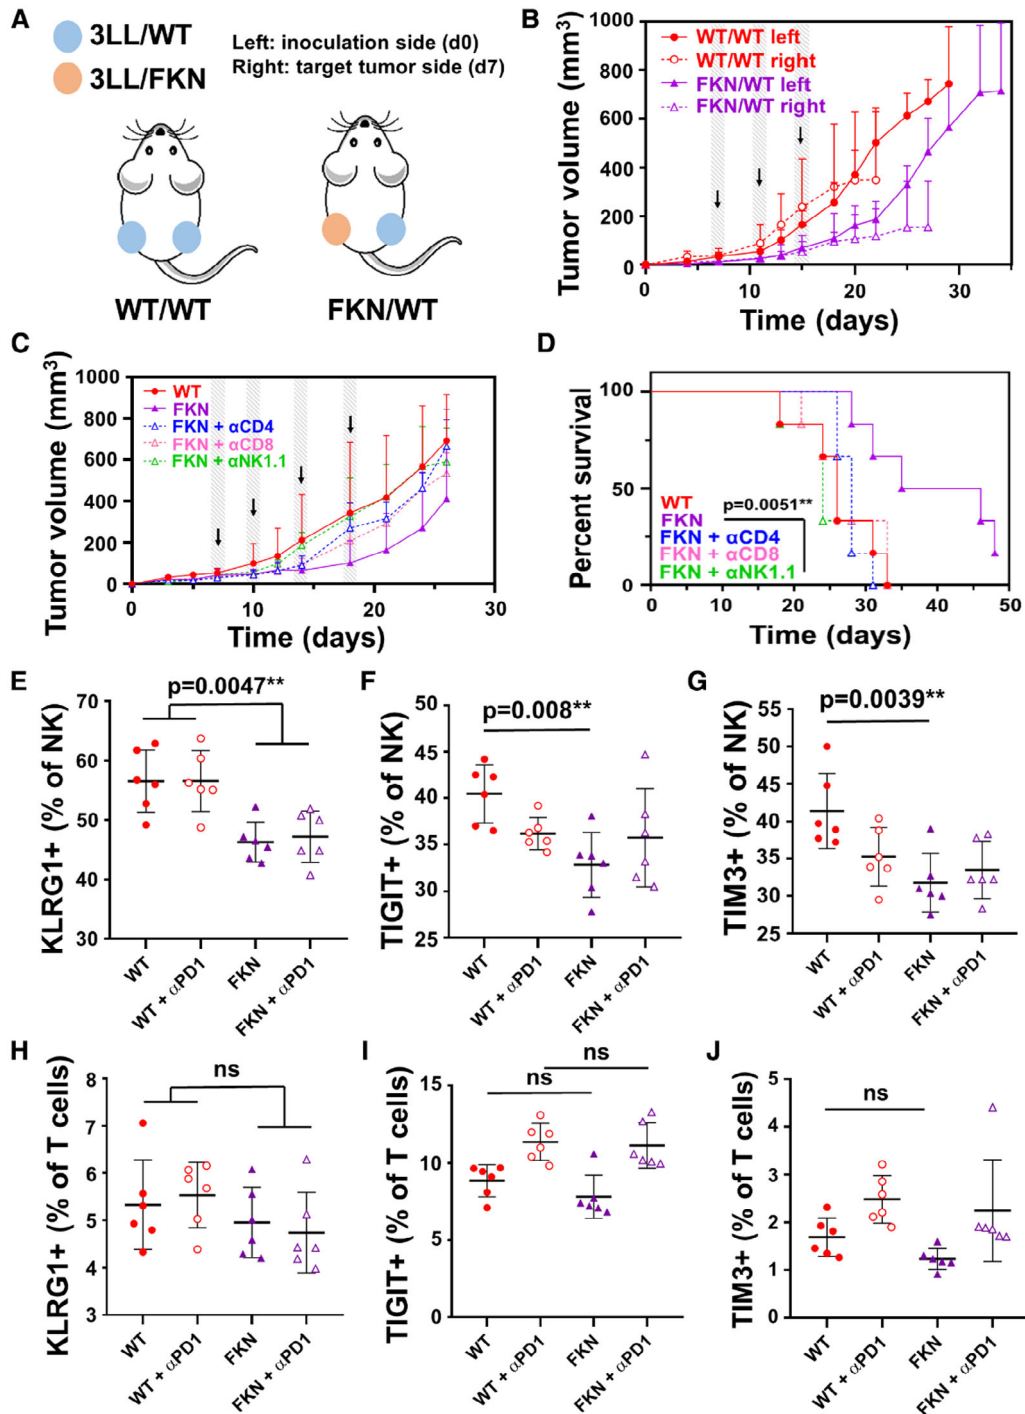 A
3LL/WT
3LL/FKN
Left: inoculation side (d0)
Right: target tumor side (d7)
WT/WT
FKN/WT
B
Tumor volume (mm³)
1000
800
600
400
200
0
WT/WT left
WT/WT right
FKN/WT left
FKN/WT right
0 10 20 30
Time (days)
C
Tumor volume (mm³)
1000
800
600
400
200
0
WT
FKN
FKN + αCD4
FKN + αCD8
FKN + αNK1.1
0 10 20 30
Time (days)
D
Percent survival
100
50
0
WT
FKN
FKN + αCD4
FKN + αCD8
FKN + αNK1.1
p=0.0051**
0 10 20 30 40 50
Time (days)
E
KLRG1+ (% of NK)
70
60
50
40
30
p=0.0047**
WT
WT + αPD1
FKN
FKN + αPD1
F
TIGIT+ (% of NK)
45
40
35
30
25
p=0.008**
WT
WT + αPD1
FKN
FKN + αPD1
G
TIM3+ (% of NK)
55
50
45
40
35
30
25
p=0.0039**
WT
WT + αPD1
FKN
FKN + αPD1
H
KLRG1+ (% of T cells)
8
7
6
5
4
3
ns
WT
WT + αPD1
FKN
FKN + αPD1
I
TIGIT+ (% of T cells)
15
10
5
0
ns
ns
WT
WT + αPD1
FKN
FKN + αPD1
J
TIM3+ (% of T cells)
5
4
3
2
1
0
ns
WT
WT + αPD1
FKN
FKN + αPD1